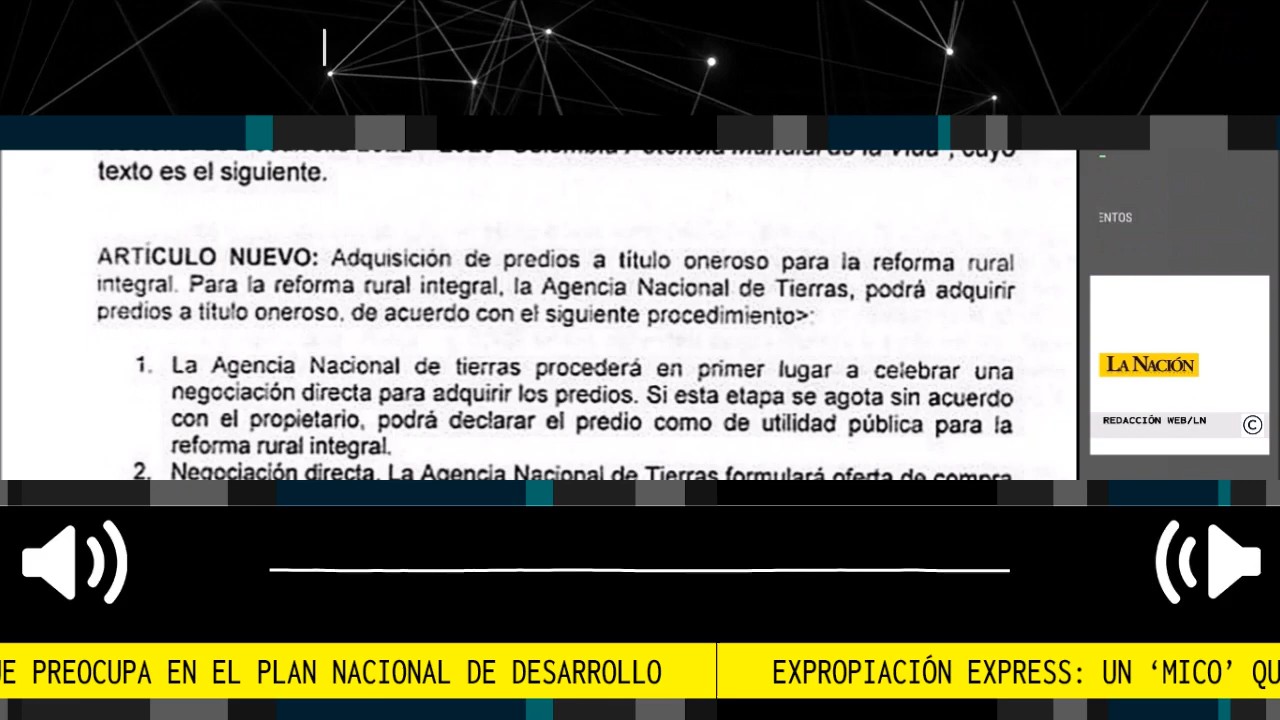 texto es el siguiente.
ARTÍCULO NUEVO: Adquisición de predios a título oneroso para la reforma rural
integral. Para la reforma rural integral, la Agencia Nacional de Tierras, podrá adquirir
predios a título oneroso, de acuerdo con el siguiente procedimiento>:
1. La Agencia Nacional de tierras procederá en primer lugar a celebrar una
negociación directa para adquirir los predios. Si esta etapa se agota sin acuerdo
con el propietario, podrá declarar el predio como de utilidad pública para la
reforma rural integral.
2. Negociación directa. La Agencia Nacional de Tierras formulará oferta de compra
ENTOS
LA NACIÓN
REDACCIÓN WEB/LN
©
UE PREOCUPA EN EL PLAN NACIONAL DE DESARROLLO
EXPROPIACIÓN EXPRESS: UN ‘MICO’ QU